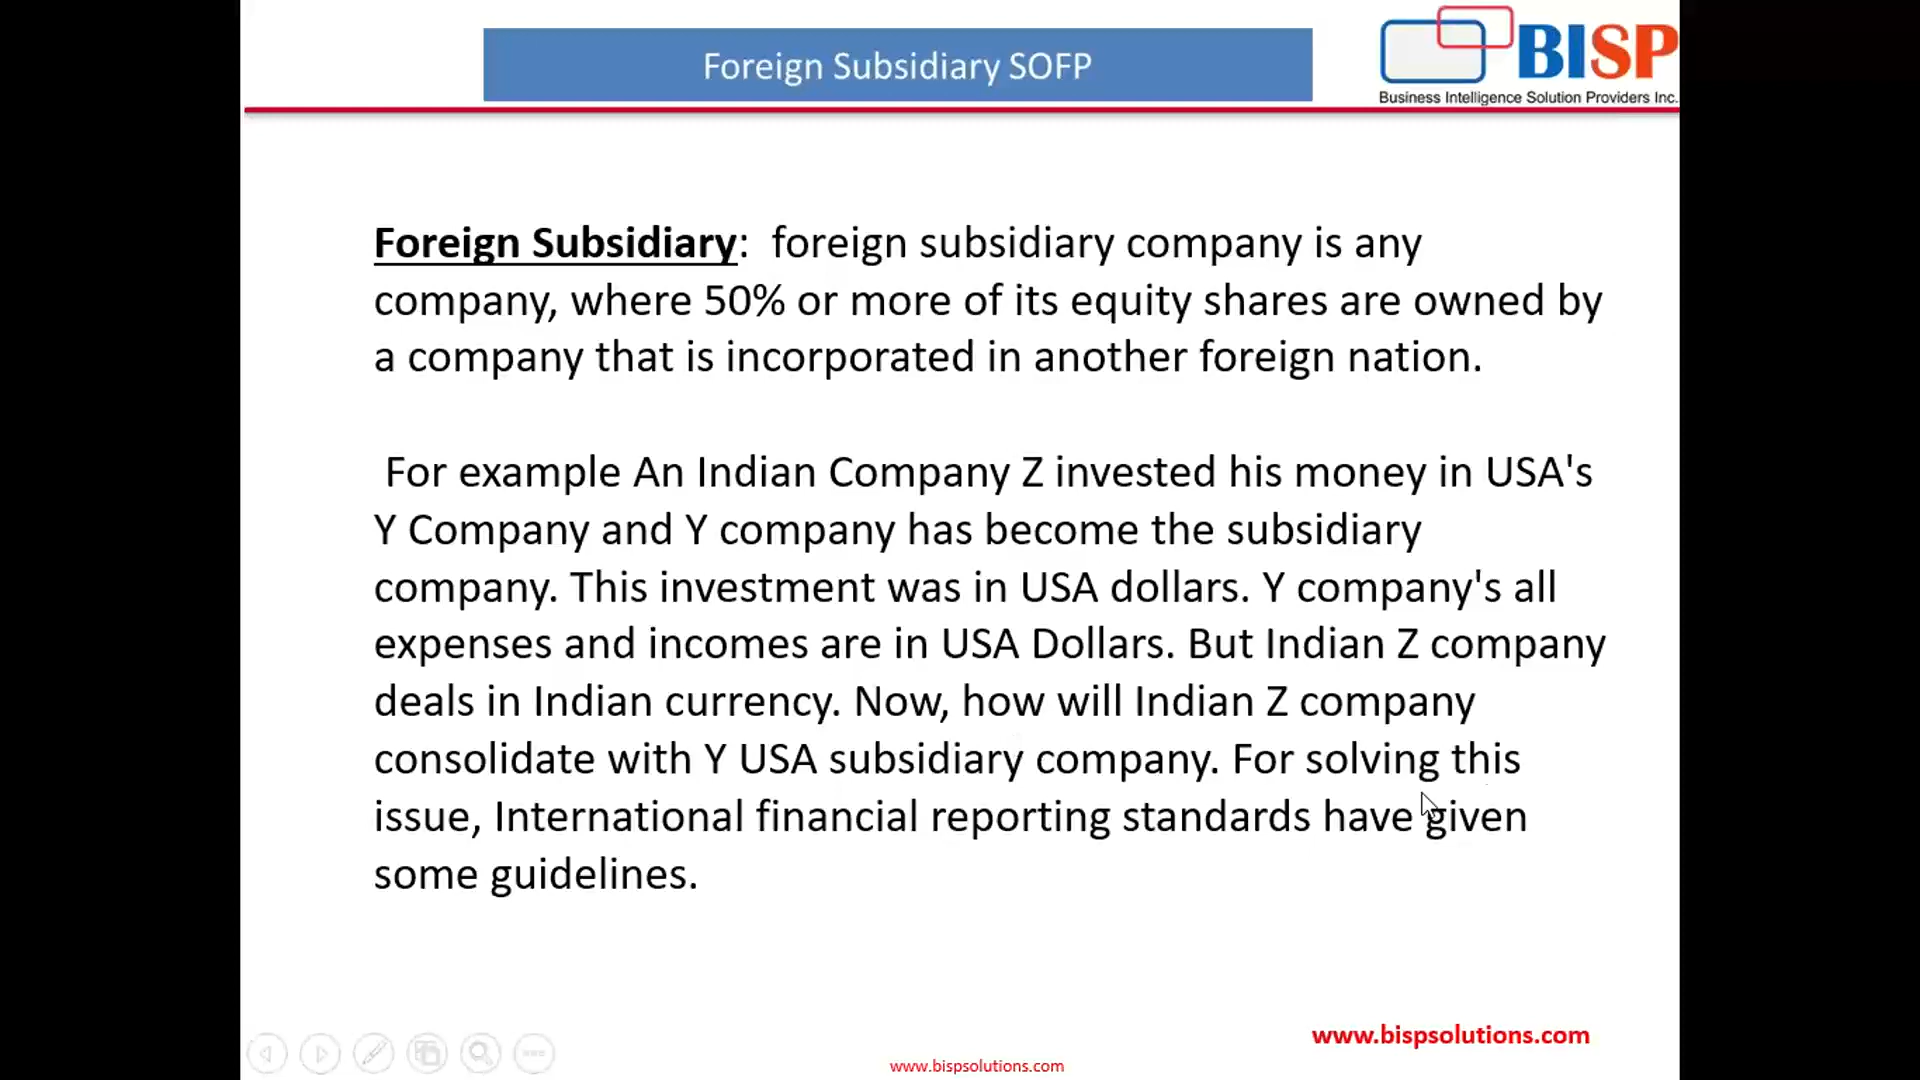 Foreign Subsidiary SOFP
BISP
Business Intelligence Solution Providers Inc.
Foreign Subsidiary:  foreign subsidiary company is any
company, where 50% or more of its equity shares are owned by
a company that is incorporated in another foreign nation.
For example An Indian Company Z invested his money in USA's
Y Company and Y company has become the subsidiary
company. This investment was in USA dollars. Y company's all
expenses and incomes are in USA Dollars. But Indian Z company
deals in Indian currency. Now, how will Indian Z company
consolidate with Y USA subsidiary company. For solving this
issue, International financial reporting standards have given
some guidelines.
www.bispsolutions.com
www.bispsolutions.com